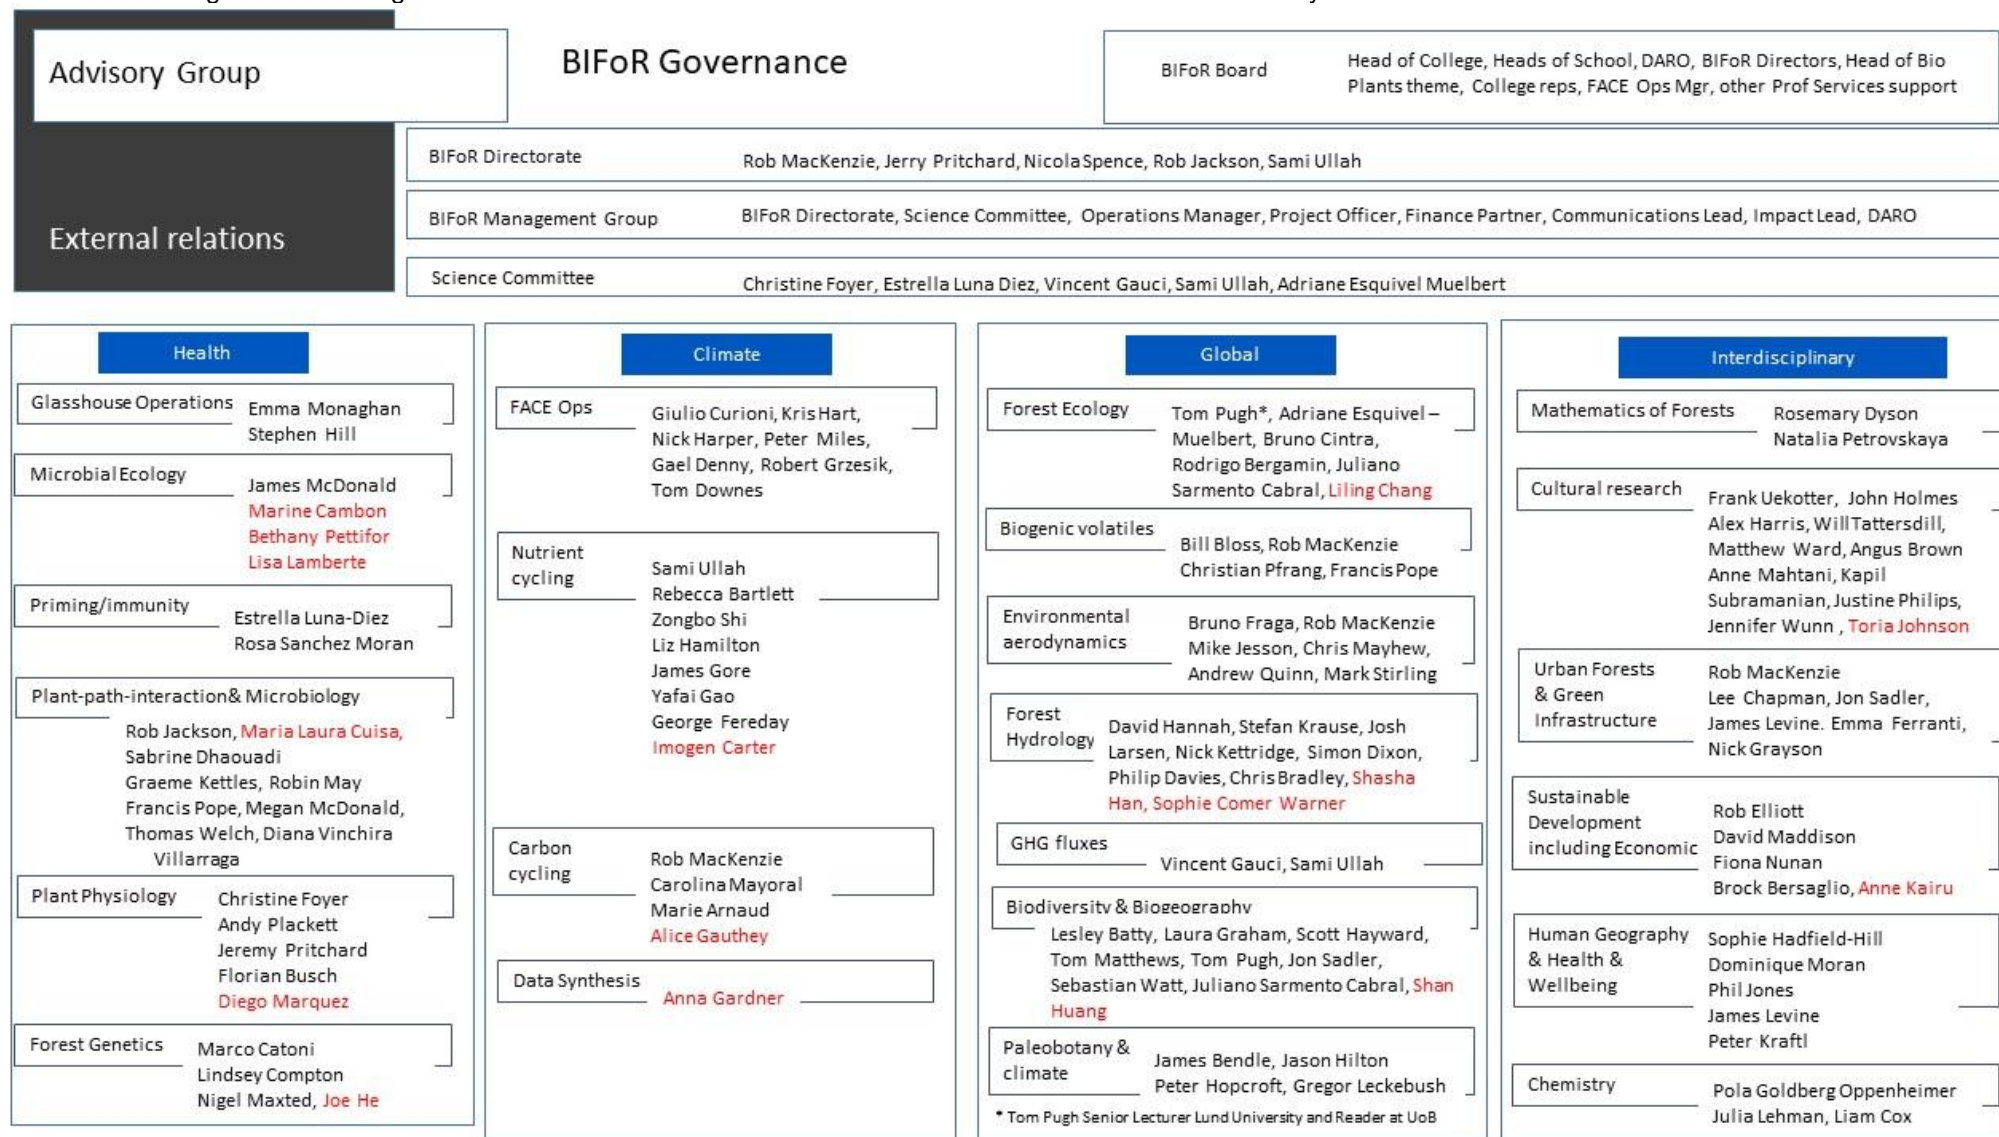 Advisory Group
BIFoR Governance
BIFoR Board
Head of College, Heads of School, DARO, BIFoR Directors, Head of Bio
Plants theme, College reps, FACE Ops Mgr, other Prof Services support
External relations
BIFoR Directorate
Rob MacKenzie, Jerry Pritchard, Nicola Spence, Rob Jackson, Sami Ullah
BIFoR Management Group
BIFoR Directorate, Science Committee, Operations Manager, Project Officer, Finance Partner, Communications Lead, Impact Lead, DARO
Science Committee
Christine Foyer, Estrella Luna Diez, Vincent Gauci, Sami Ullah, Adriane Esquivel Muelbert
Health
Glasshouse Operations
Emma Monaghan
Stephen Hill
Microbial Ecology
James McDonald
Marine Cambon
Bethany Pettifor
Lisa Lamberte
Priming/immunity
Estrella Luna-Diez
Rosa Sanchez Moran
Plant-path-interaction& Microbiology
Rob Jackson, Maria Laura Cuisa,
Sabrine Dhaouadi
Graeme Kettles, Robin May
Francis Pope, Megan McDonald,
Thomas Welch, Diana Vinchira
Villarraga
Plant Physiology
Christine Foyer
Andy Plackett
Jeremy Pritchard
Florian Busch
Diego Marquez
Forest Genetics
Marco Catoni
Lindsey Compton
Nigel Maxted, Joe He
Climate
FACE Ops
Giulio Curioni, Kris Hart,
Nick Harper, Peter Miles,
Gael Denny, Robert Grzesik,
Tom Downes
Nutrient
cycling
Sami Ullah
Rebecca Bartlett
Zongbo Shi
Liz Hamilton
James Gore
Yafai Gao
George Fereday
Imogen Carter
Carbon
cycling
Rob MacKenzie
Carolina Mayoral
Marie Arnaud
Alice Gauthey
Data Synthesis
Anna Gardner
Global
Forest Ecology
Tom Pugh*, Adriane Esquivel –
Muelbert, Bruno Cintra,
Rodrigo Bergamin, Juliano
Sarmento Cabral, Liling Chang
Biogenic volatiles
Bill Bloss, Rob MacKenzie
Christian Pfrang, Francis Pope
Environmental
aerodynamics
Bruno Fraga, Rob MacKenzie
Mike Jesson, Chris Mayhew,
Andrew Quinn, Mark Stirling
Forest
Hydrology
David Hannah, Stefan Krause, Josh
Larsen, Nick Kettridge, Simon Dixon,
Philip Davies, Chris Bradley, Shasha
Han, Sophie Comer Warner
GHG fluxes
Vincent Gauci, Sami Ullah
Biodiversity & Biogeography
Lesley Batty, Laura Graham, Scott Hayward,
Tom Matthews, Tom Pugh, Jon Sadler,
Sebastian Watt, Juliano Sarmento Cabral, Shan
Huang
Paleobotany &
climate
James Bendle, Jason Hilton
Peter Hopcroft, Gregor Leckebush
* Tom Pugh Senior Lecturer Lund University and Reader at UoB
Interdisciplinary
Mathematics of Forests
Rosemary Dyson
Natalia Petrovskaya
Cultural research
Frank Uekotter, John Holmes
Alex Harris, Will Tattersdill,
Matthew Ward, Angus Brown
Anne Mahtani, Kapil
Subramanian, Justine Philips,
Jennifer Wunn , Toria Johnson
Urban Forests
& Green
Infrastructure
Rob MacKenzie
Lee Chapman, Jon Sadler,
James Levine. Emma Ferranti,
Nick Grayson
Sustainable
Development
including Economic
Rob Elliott
David Maddison
Fiona Nunan
Brock Bersaglio, Anne Kairu
Human Geography
& Health &
Wellbeing
Sophie Hadfield-Hill
Dominique Moran
Phil Jones
James Levine
Peter Kraftl
Chemistry
Pola Goldberg Oppenheimer
Julia Lehman, Liam Cox